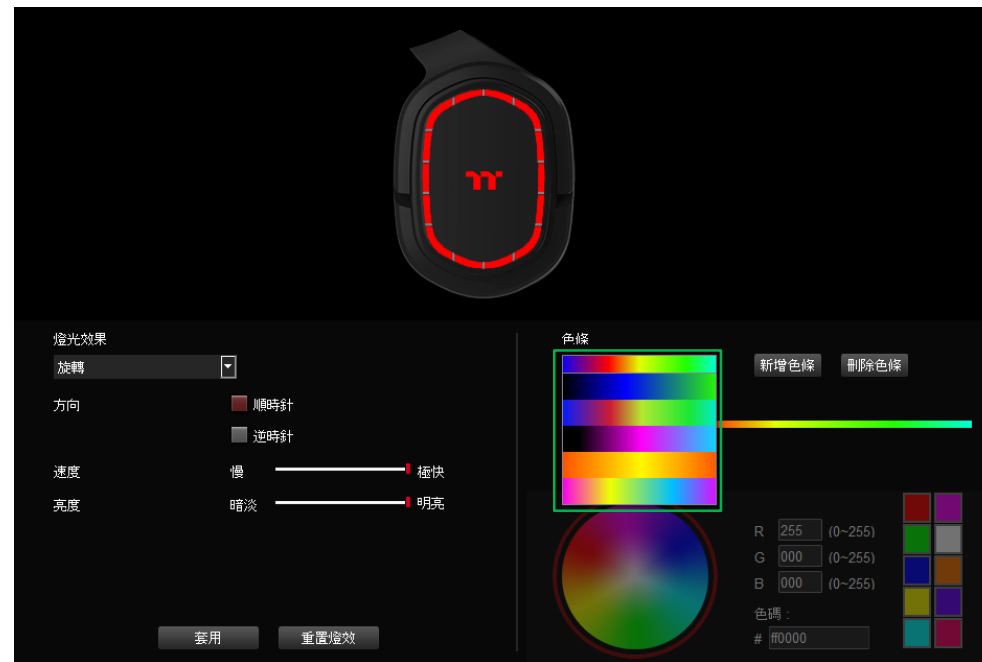 燈光效果
旋轉
方向
順時針
逆時針
速度
慢
極快
亮度
暗淡
明亮
套用
重置燈效
色條
新增色條
刪除色條
R 255 (0~255)
G 000 (0~255)
B 000 (0~255)
色碼 :
# ff0000